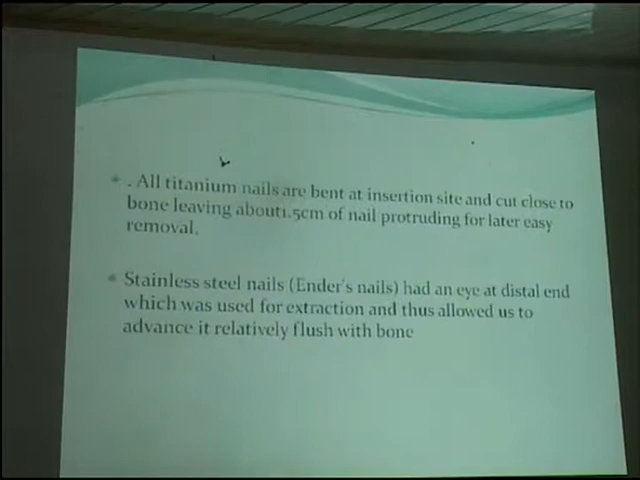 . All titanium nails are bent at insertion site and cut close to
bone leaving about1.5cm of nail protruding for later easy
removal.
Stainless steel nails (Ender's nails) had an eye at distal end
which was used for extraction and thus allowed us to
advance it relatively flush with bone